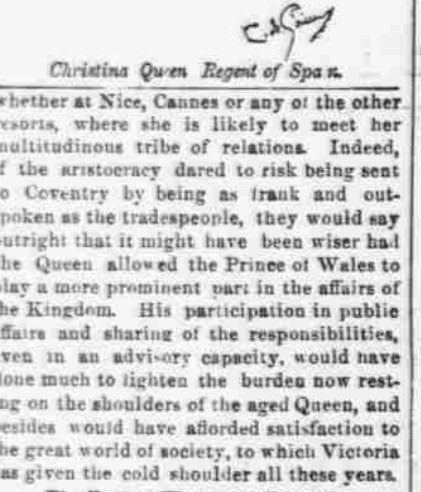 Christina Queen Regent of Spa n.
whether at Nice, Cannes or any of the other
resorts, where she is likely to meet her
multitudinous tribe of relations. Indeed,
f the aristocracy dared to risk being sent
o Coventry by being as frank and out-
spoken as the tradespeople, they would say
outright that it might have been wiser had
the Queen allowed the Prince of Wales to
play a more prominent part in the affairs of
the Kingdom. His participation in public
affairs and sharing of the responsibilities,
even in an advisory capacity, would have
done much to lighten the burden now rest-
ng on the shoulders of the aged Queen, and
besides would have afforded satisfaction to
the great world of society, to which Victoria
has given the cold shoulder all these years.